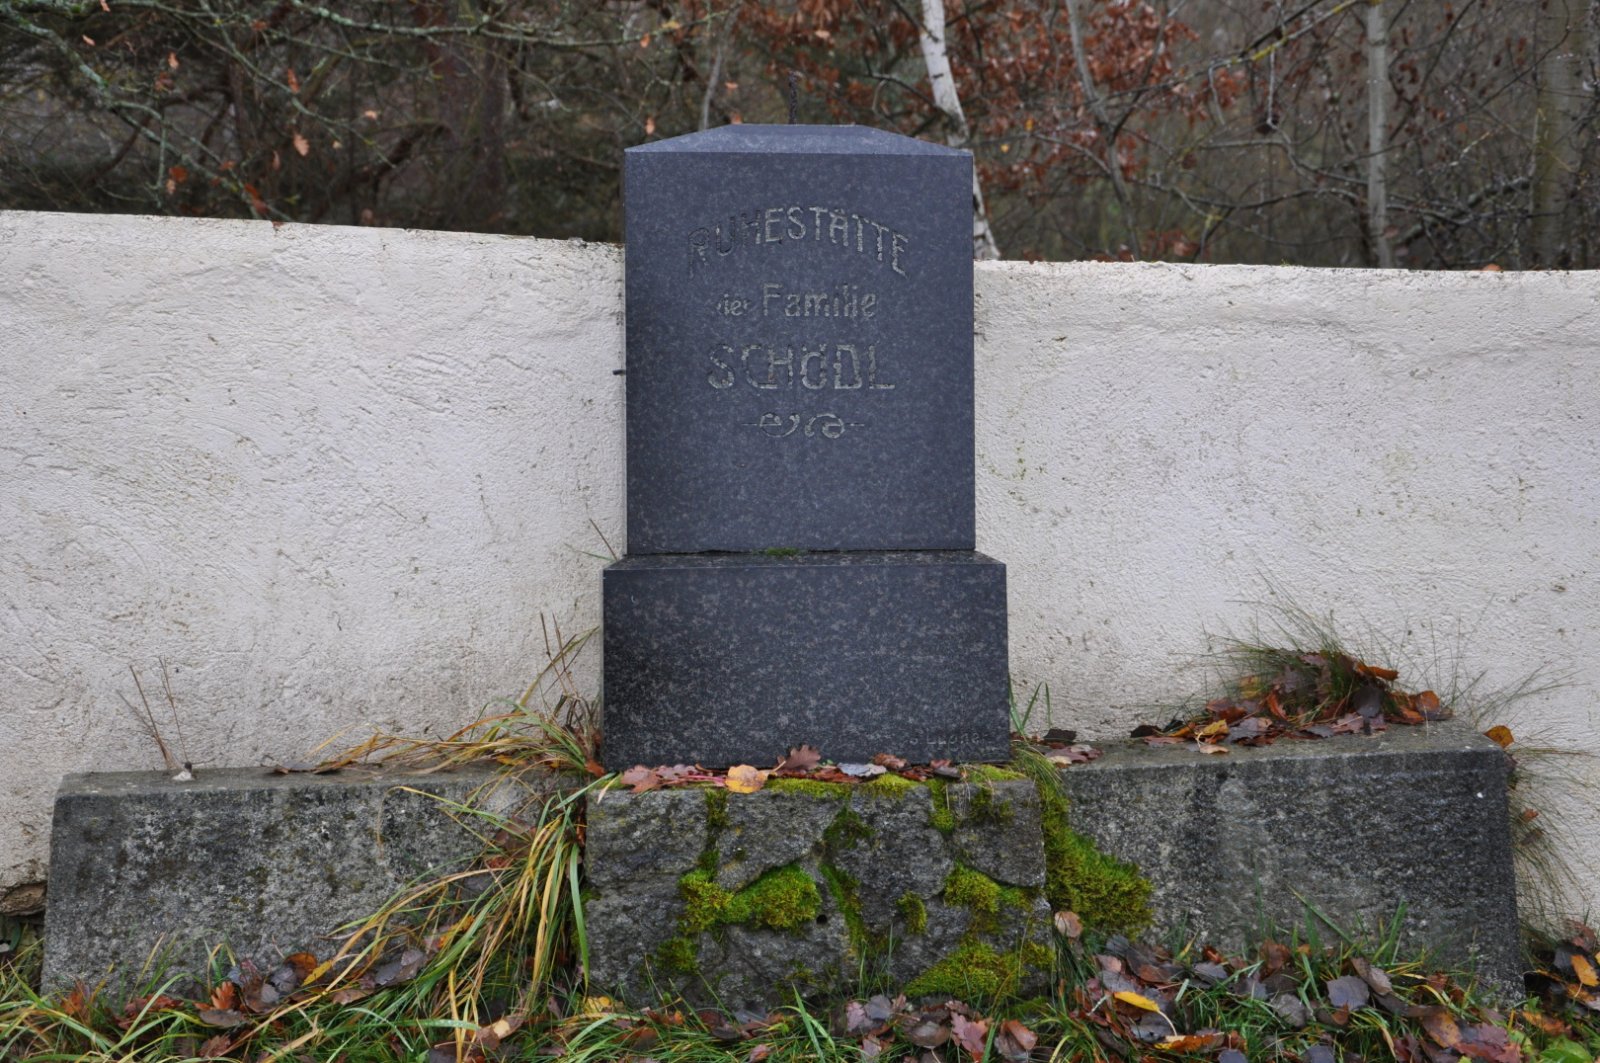 RUHESTÄTTE
der Familie
SCHÖDL